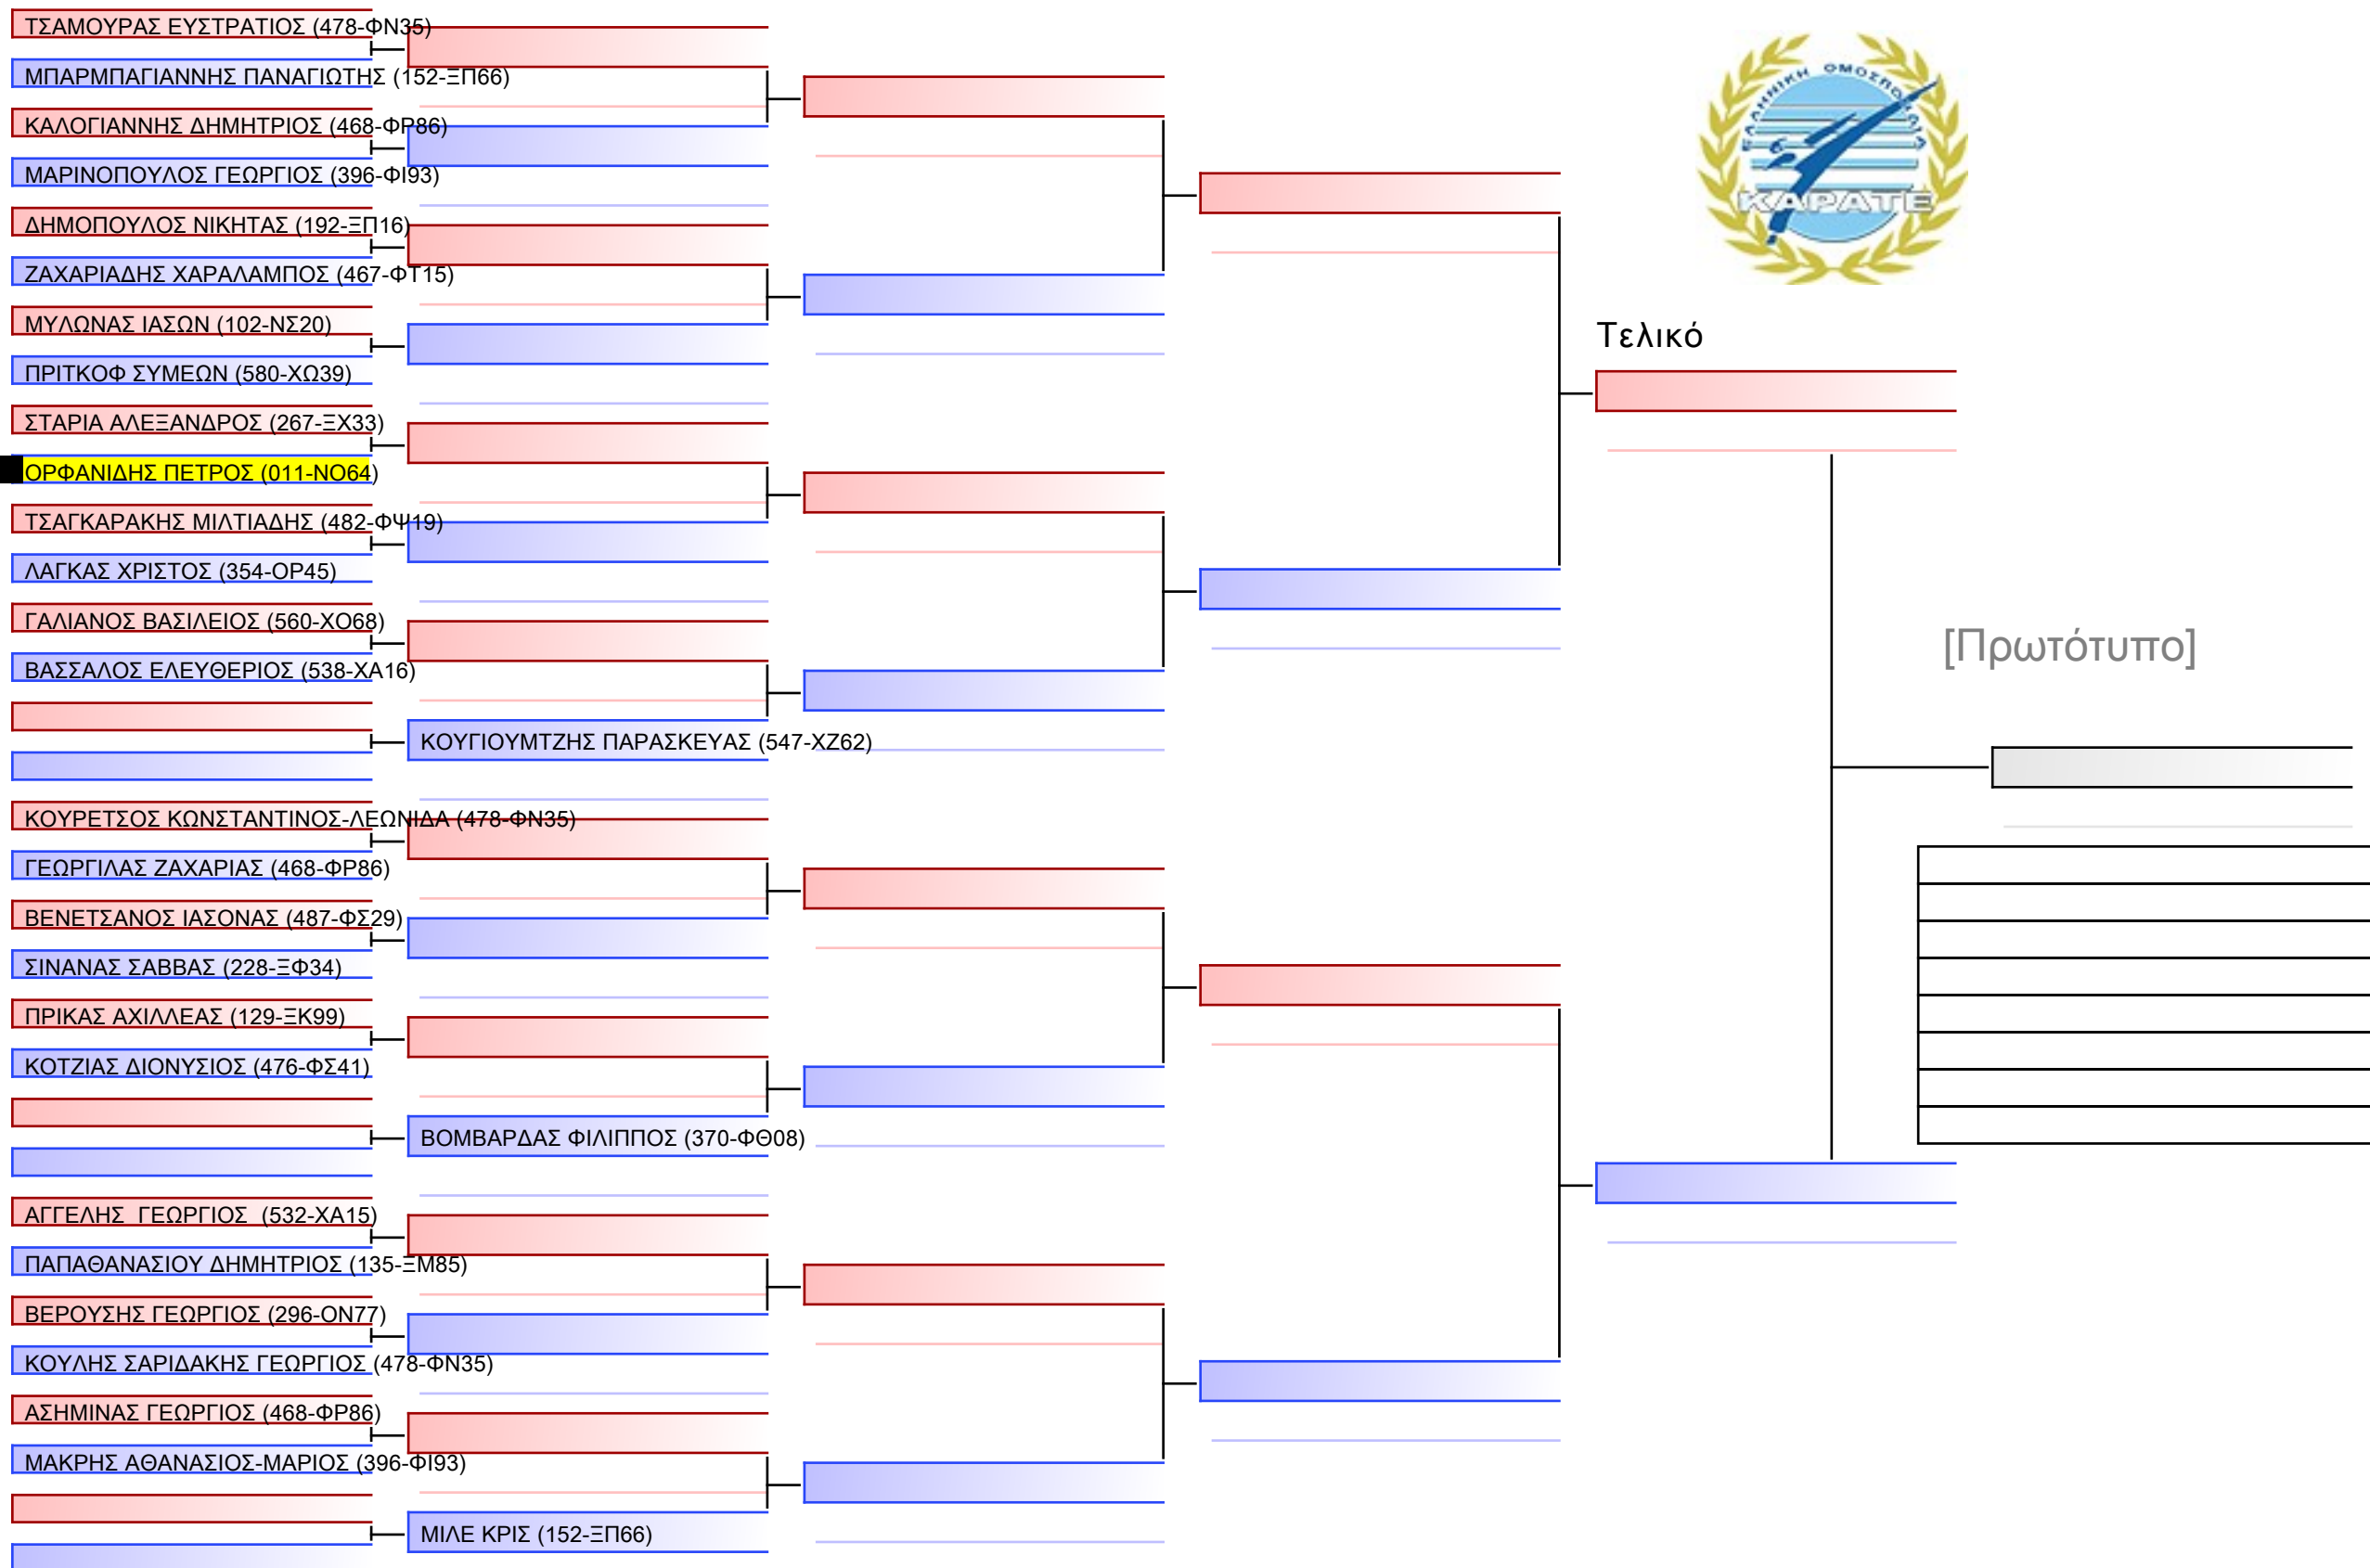 ΤΣΑΜΟΥΡΑΣ ΕΥΣΤΡΑΤΙΟΣ (478-ΦΝ35)
ΜΠΑΡΜΠΑΓΙΑΝΝΗΣ ΠΑΝΑΓΙΩΤΗΣ (152-ΞΠ66)
ΚΑΛΟΓΙΑΝΝΗΣ ΔΗΜΗΤΡΙΟΣ (468-ΦΡ86)
ΜΑΡΙΝΟΠΟΥΛΟΣ ΓΕΩΡΓΙΟΣ (396-ΦΙ93)
ΔΗΜΟΠΟΥΛΟΣ ΝΙΚΗΤΑΣ (192-ΞΠ16)
ΖΑΧΑΡΙΑΔΗΣ ΧΑΡΑΛΑΜΠΟΣ (467-ΦΤ15)
ΜΥΛΩΝΑΣ ΙΑΣΩΝ (102-ΝΣ20)
ΠΡΙΤΚΟΦ ΣΥΜΕΩΝ (580-ΧΩ39)
ΣΤΑΡΙΑ ΑΛΕΞΑΝΔΡΟΣ (267-ΞΧ33)
ΟΡΦΑΝΙΔΗΣ ΠΕΤΡΟΣ (011-ΝΟ64)
ΤΣΑΓΚΑΡΑΚΗΣ ΜΙΛΤΙΑΔΗΣ (482-ΦΨ19)
ΛΑΓΚΑΣ ΧΡΙΣΤΟΣ (354-ΟΡ45)
ΓΑΛΙΑΝΟΣ ΒΑΣΙΛΕΙΟΣ (560-ΧΟ68)
ΒΑΣΣΑΛΟΣ ΕΛΕΥΘΕΡΙΟΣ (538-ΧΑ16)
ΚΟΥΓΙΟΥΜΤΖΗΣ ΠΑΡΑΣΚΕΥΑΣ (547-ΧΖ62)
ΚΟΥΡΕΤΣΟΣ ΚΩΝΣΤΑΝΤΙΝΟΣ-ΛΕΩΝΙΔΑ (478-ΦΝ35)
ΓΕΩΡΓΙΛΑΣ ΖΑΧΑΡΙΑΣ (468-ΦΡ86)
ΒΕΝΕΤΣΑΝΟΣ ΙΑΣΟΝΑΣ (487-ΦΣ29)
ΣΙΝΑΝΑΣ ΣΑΒΒΑΣ (228-ΞΦ34)
ΠΡΙΚΑΣ ΑΧΙΛΛΕΑΣ (129-ΞΚ99)
ΚΟΤΖΙΑΣ ΔΙΟΝΥΣΙΟΣ (476-ΦΣ41)
ΒΟΜΒΑΡΔΑΣ ΦΙΛΙΠΠΟΣ (370-ΦΘ08)
ΑΓΓΕΛΗΣ ΓΕΩΡΓΙΟΣ (532-ΧΑ15)
ΠΑΠΑΘΑΝΑΣΙΟΥ ΔΗΜΗΤΡΙΟΣ (135-ΞΜ85)
ΒΕΡΟΥΣΗΣ ΓΕΩΡΓΙΟΣ (296-ΟΝ77)
ΚΟΥΛΗΣ ΣΑΡΙΔΑΚΗΣ ΓΕΩΡΓΙΟΣ (478-ΦΝ35)
ΑΣΗΜΙΝΑΣ ΓΕΩΡΓΙΟΣ (468-ΦΡ86)
ΜΑΚΡΗΣ ΑΘΑΝΑΣΙΟΣ-ΜΑΡΙΟΣ (396-ΦΙ93)
ΜΙΛΕ ΚΡΙΣ (152-ΞΠ66)
ΕΛΛΗΝΙΚΗ ΟΜΟΣΠΟΝΔΙΑ
ΚΑΡΑΤΕ
Τελικό
[Πρωτότυπο]